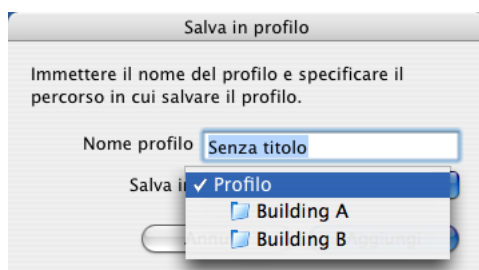 Salva in profilo
Immettere il nome del profilo e specificare il
percorso in cui salvare il profilo.
Nome profilo Senza titolo
Salva i ✓ Profilo
Building A
Building B